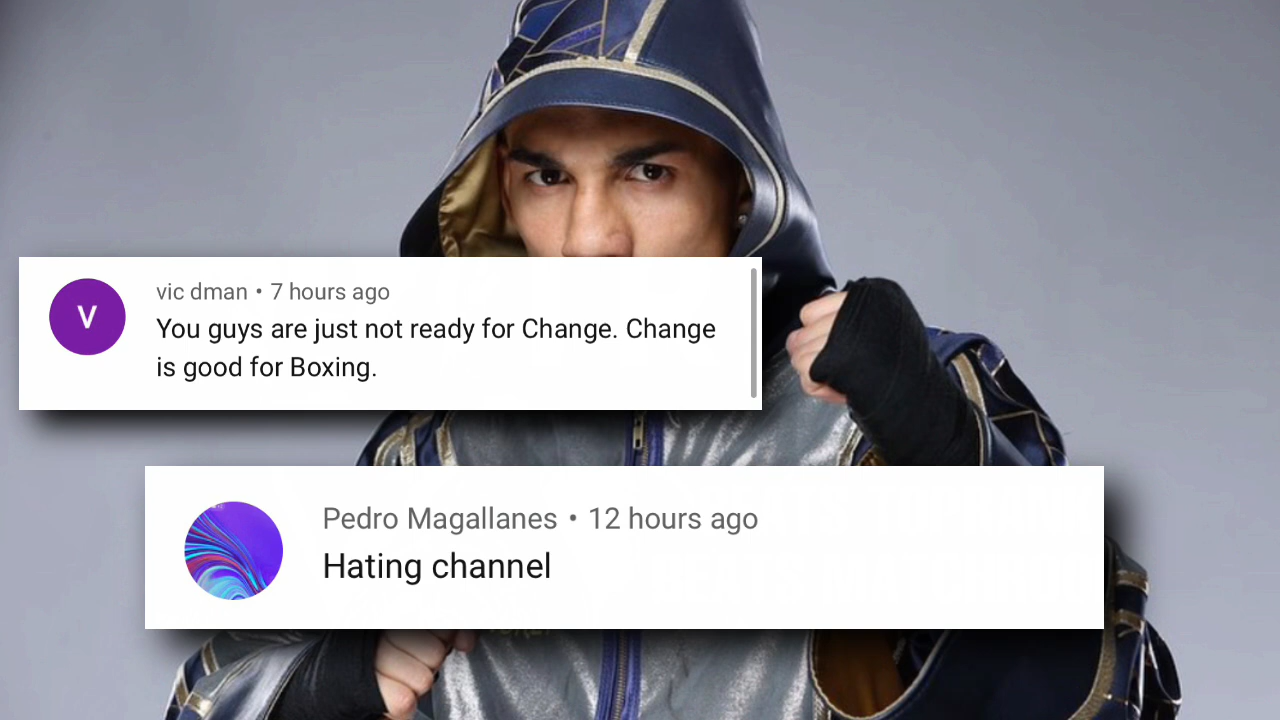 V
vic dman • 7 hours ago
You guys are just not ready for Change. Change
is good for Boxing.
Pedro Magallanes • 12 hours ago
Hating channel